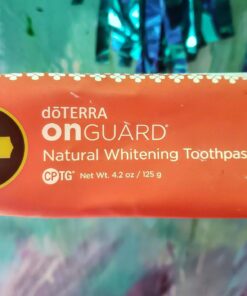 dōTERRA
onGUARD®
Natural Whitening Toothpas
CPTG® Net Wt. 4.2 oz / 125 g